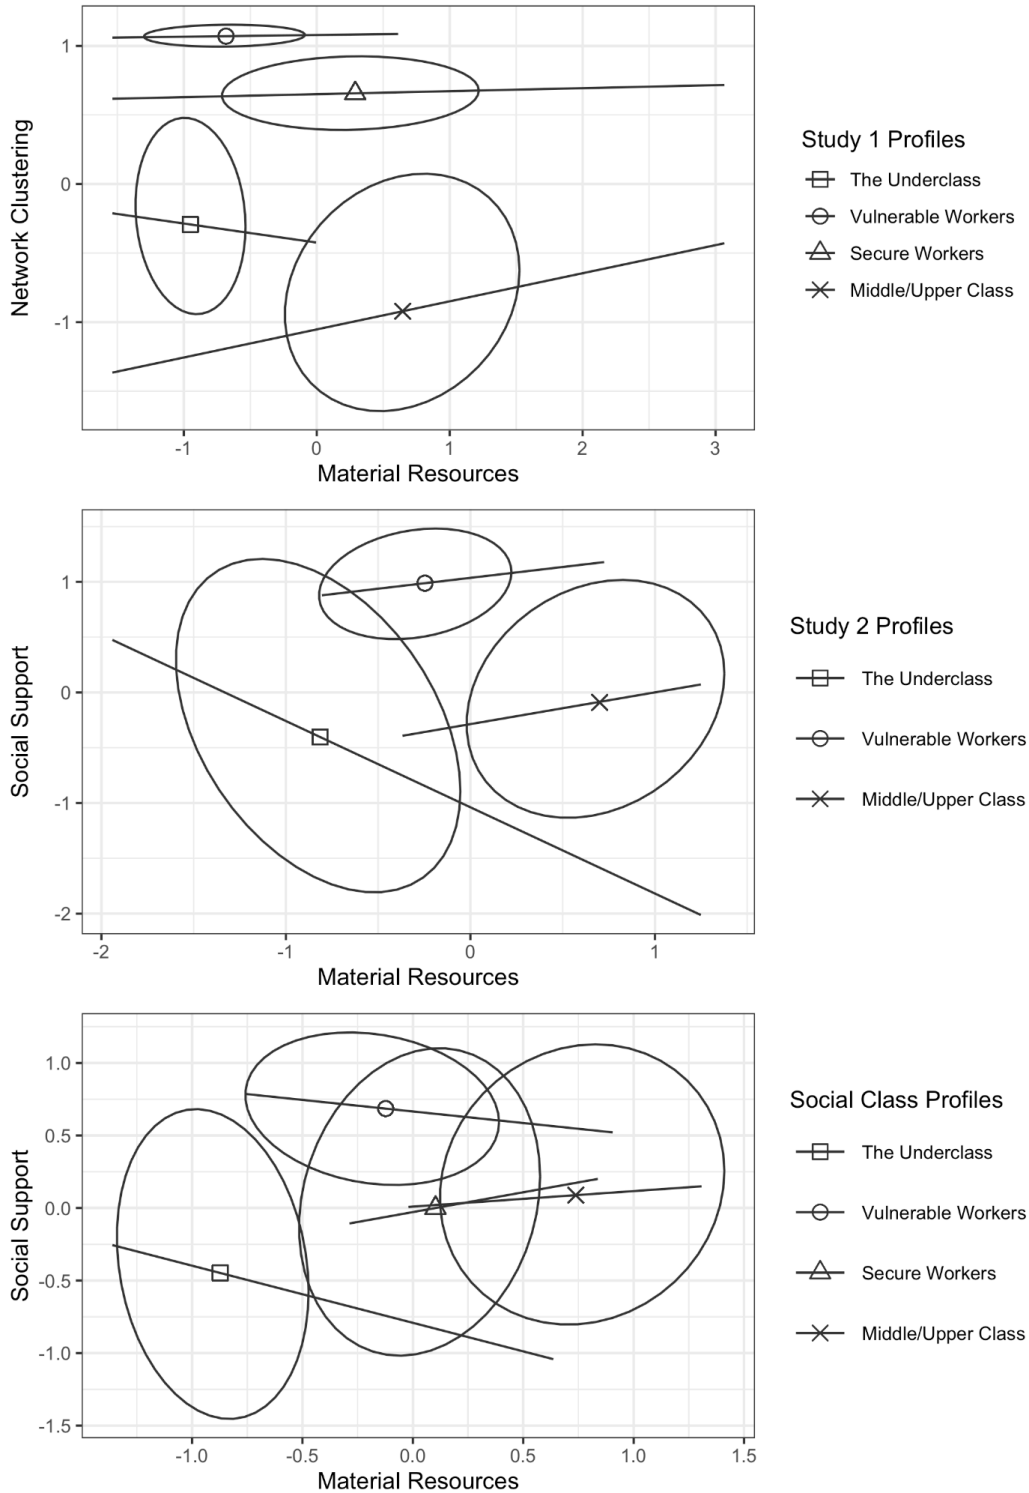 1
0
-1
Network Clustering
-1
0
1
2
3
Material Resources
Study 1 Profiles
The Underclass
Vulnerable Workers
Secure Workers
Middle/Upper Class
1
0
-1
-2
Social Support
-2
-1
0
1
Material Resources
Study 2 Profiles
The Underclass
Vulnerable Workers
Middle/Upper Class
1.0
0.5
0.0
-0.5
-1.0
-1.5
Social Support
-1.0
-0.5
0.0
0.5
1.0
1.5
Material Resources
Social Class Profiles
The Underclass
Vulnerable Workers
Secure Workers
Middle/Upper Class